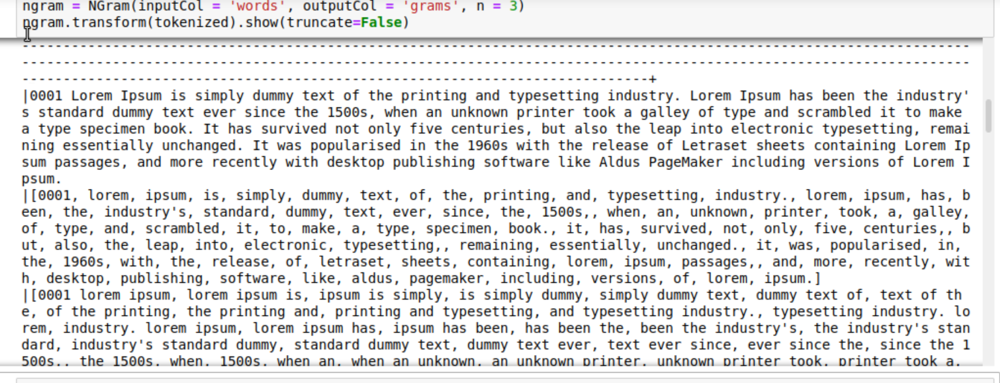 ngram = NGram(inputCol = 'words', outputCol = 'grams', n = 3)
ngram.transform(tokenized).show(truncate=False)
---------------------------------------------------------------------------------------------------------------------
---------------------------------------------------------------------------------------------------------------------
----------------------------------------------------------------------------+
|0001 Lorem Ipsum is simply dummy text of the printing and typesetting industry. Lorem Ipsum has been the industry'
s standard dummy text ever since the 1500s, when an unknown printer took a galley of type and scrambled it to make
a type specimen book. It has survived not only five centuries, but also the leap into electronic typesetting, remai
ning essentially unchanged. It was popularised in the 1960s with the release of Letraset sheets containing Lorem Ip
sum passages, and more recently with desktop publishing software like Aldus PageMaker including versions of Lorem I
psum.
|[0001, lorem, ipsum, is, simply, dummy, text, of, the, printing, and, typesetting, industry., lorem, ipsum, has, b
een, the, industry's, standard, dummy, text, ever, since, the, 1500s,, when, an, unknown, printer, took, a, galley,
of, type, and, scrambled, it, to, make, a, type, specimen, book., it, has, survived, not, only, five, centuries,, b
ut, also, the, leap, into, electronic, typesetting,, remaining, essentially, unchanged., it, was, popularised, in,
the, 1960s, with, the, release, of, letraset, sheets, containing, lorem, ipsum, passages,, and, more, recently, wit
h, desktop, publishing, software, like, aldus, pagemaker, including, versions, of, lorem, ipsum.]
|[0001 lorem ipsum, lorem ipsum is, ipsum is simply, is simply dummy, simply dummy text, dummy text of, text of th
e, of the printing, the printing and, printing and typesetting, and typesetting industry., typesetting industry. lo
rem, industry. lorem ipsum, lorem ipsum has, ipsum has been, has been the, been the industry's, the industry's stan
dard, industry's standard dummy, standard dummy text, dummy text ever, text ever since, ever since the, since the 1
500s,, the 1500s, when, 1500s, when an, when an unknown, an unknown printer, unknown printer took, printer took a,